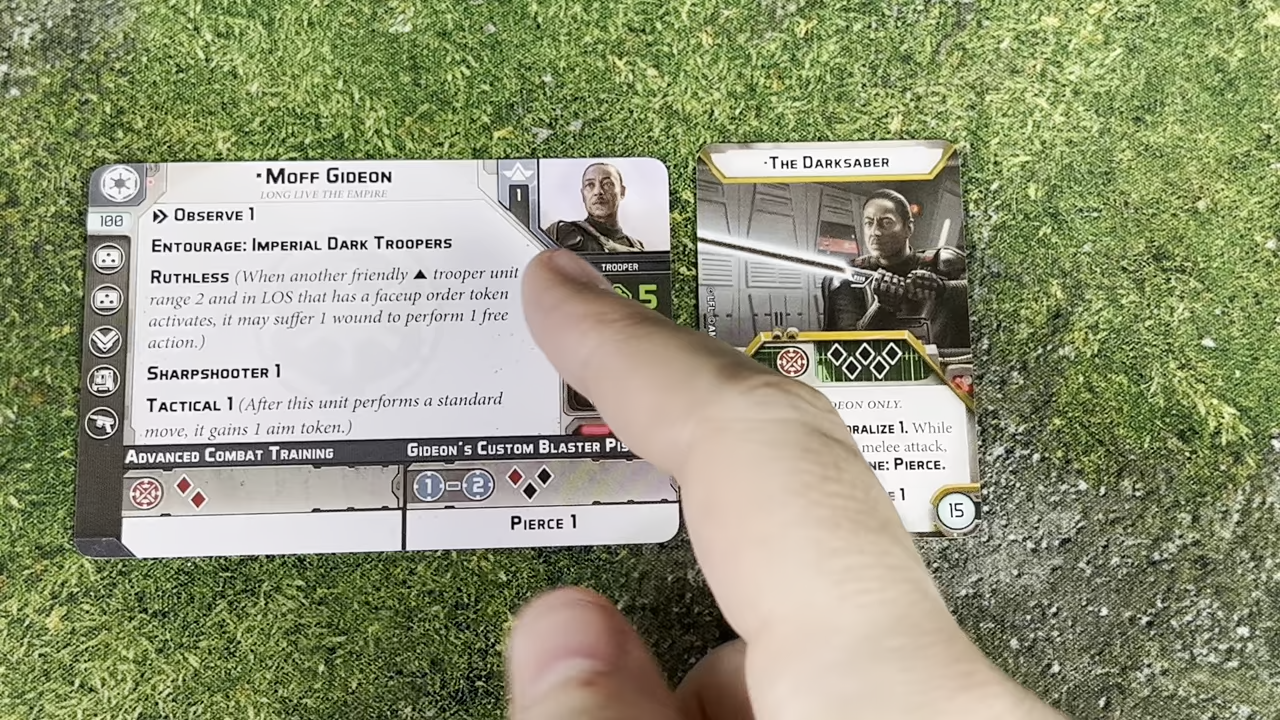 ·Moff Gideon
LONG LIVE THE EMPIRE
100
1
Observe 1
Entourage: Imperial Dark Troopers
Ruthless (When another friendly ▲ trooper unit
range 2 and in LOS that has a faceup order token
activates, it may suffer 1 wound to perform 1 free
action.)
Sharpshooter 1
Tactical 1 (After this unit performs a standard
move, it gains 1 aim token.)
TROOPER
5
Advanced Combat Training
Gideon's Custom Blaster
1-2
Pierce 1
·The Darksaber
ONLY.
1. While
melee attack,
: Pierce.
1
15